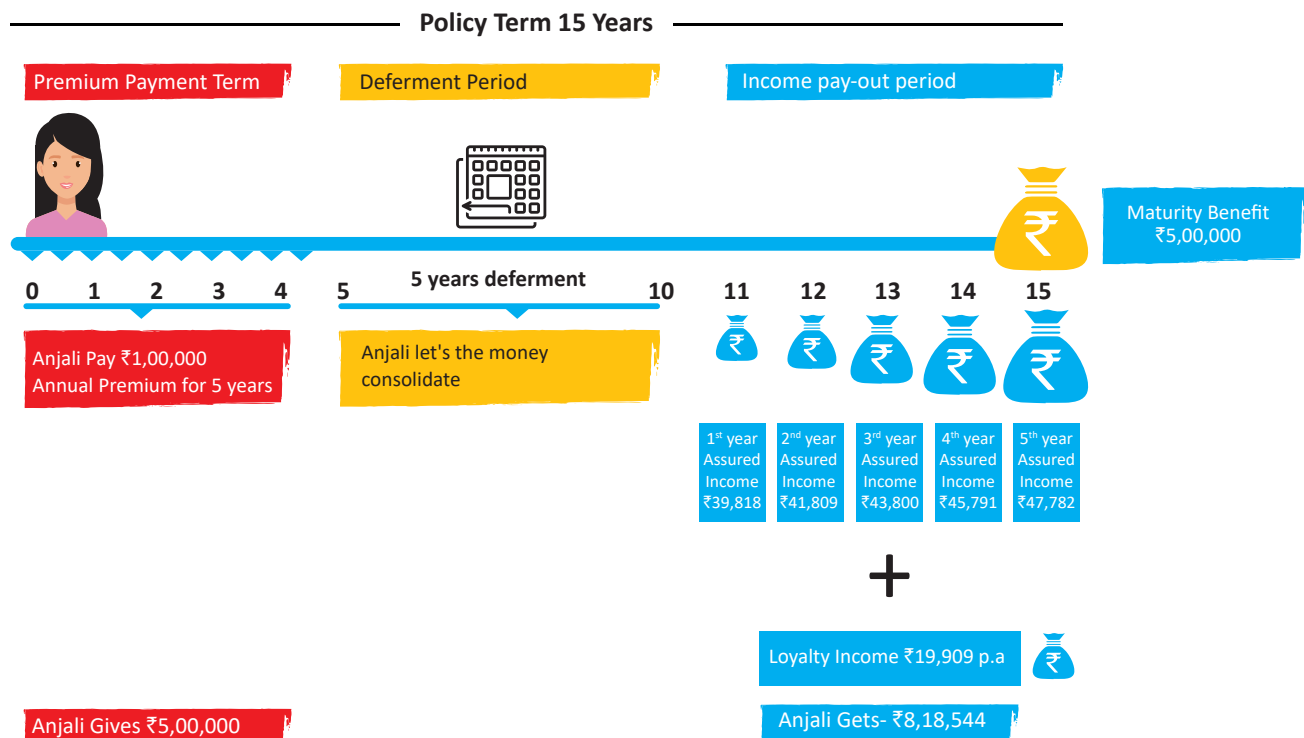 Policy Term 15 Years
Premium Payment Term
Deferment Period
Income pay-out period
₹
Maturity Benefit
₹5,00,000
0 1 2 3 4
5 5 years deferment 10
11 12 13 14 15
₹ ₹ ₹ ₹ ₹
Anjali Pay ₹1,00,000
Annual Premium for 5 years
Anjali let's the money
consolidate
1st year
Assured
Income
₹39,818
2nd year
Assured
Income
₹41,809
3rd year
Assured
Income
₹43,800
4th year
Assured
Income
₹45,791
5th year
Assured
Income
₹47,782
+
Loyalty Income ₹19,909 p.a
₹
Anjali Gives ₹5,00,000
Anjali Gets- ₹8,18,544